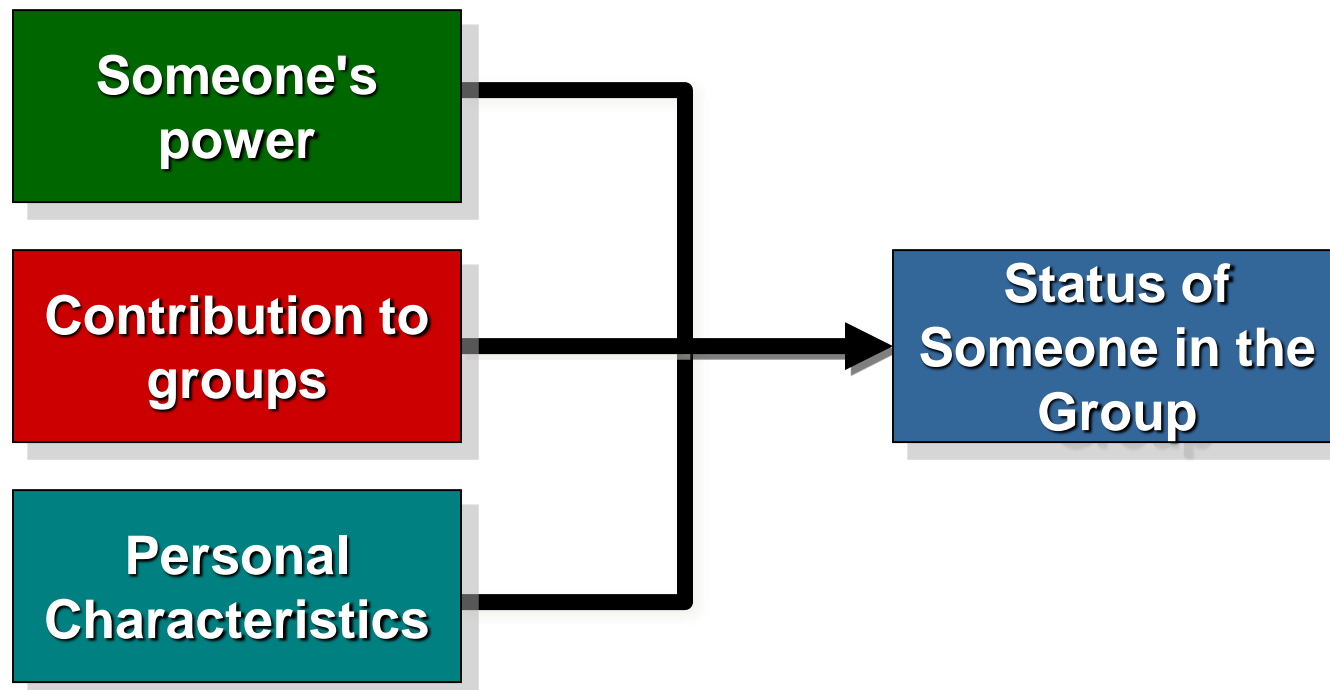 Someone's
power
Contribution to
groups
Personal
Characteristics
Status of
Someone in the
Group